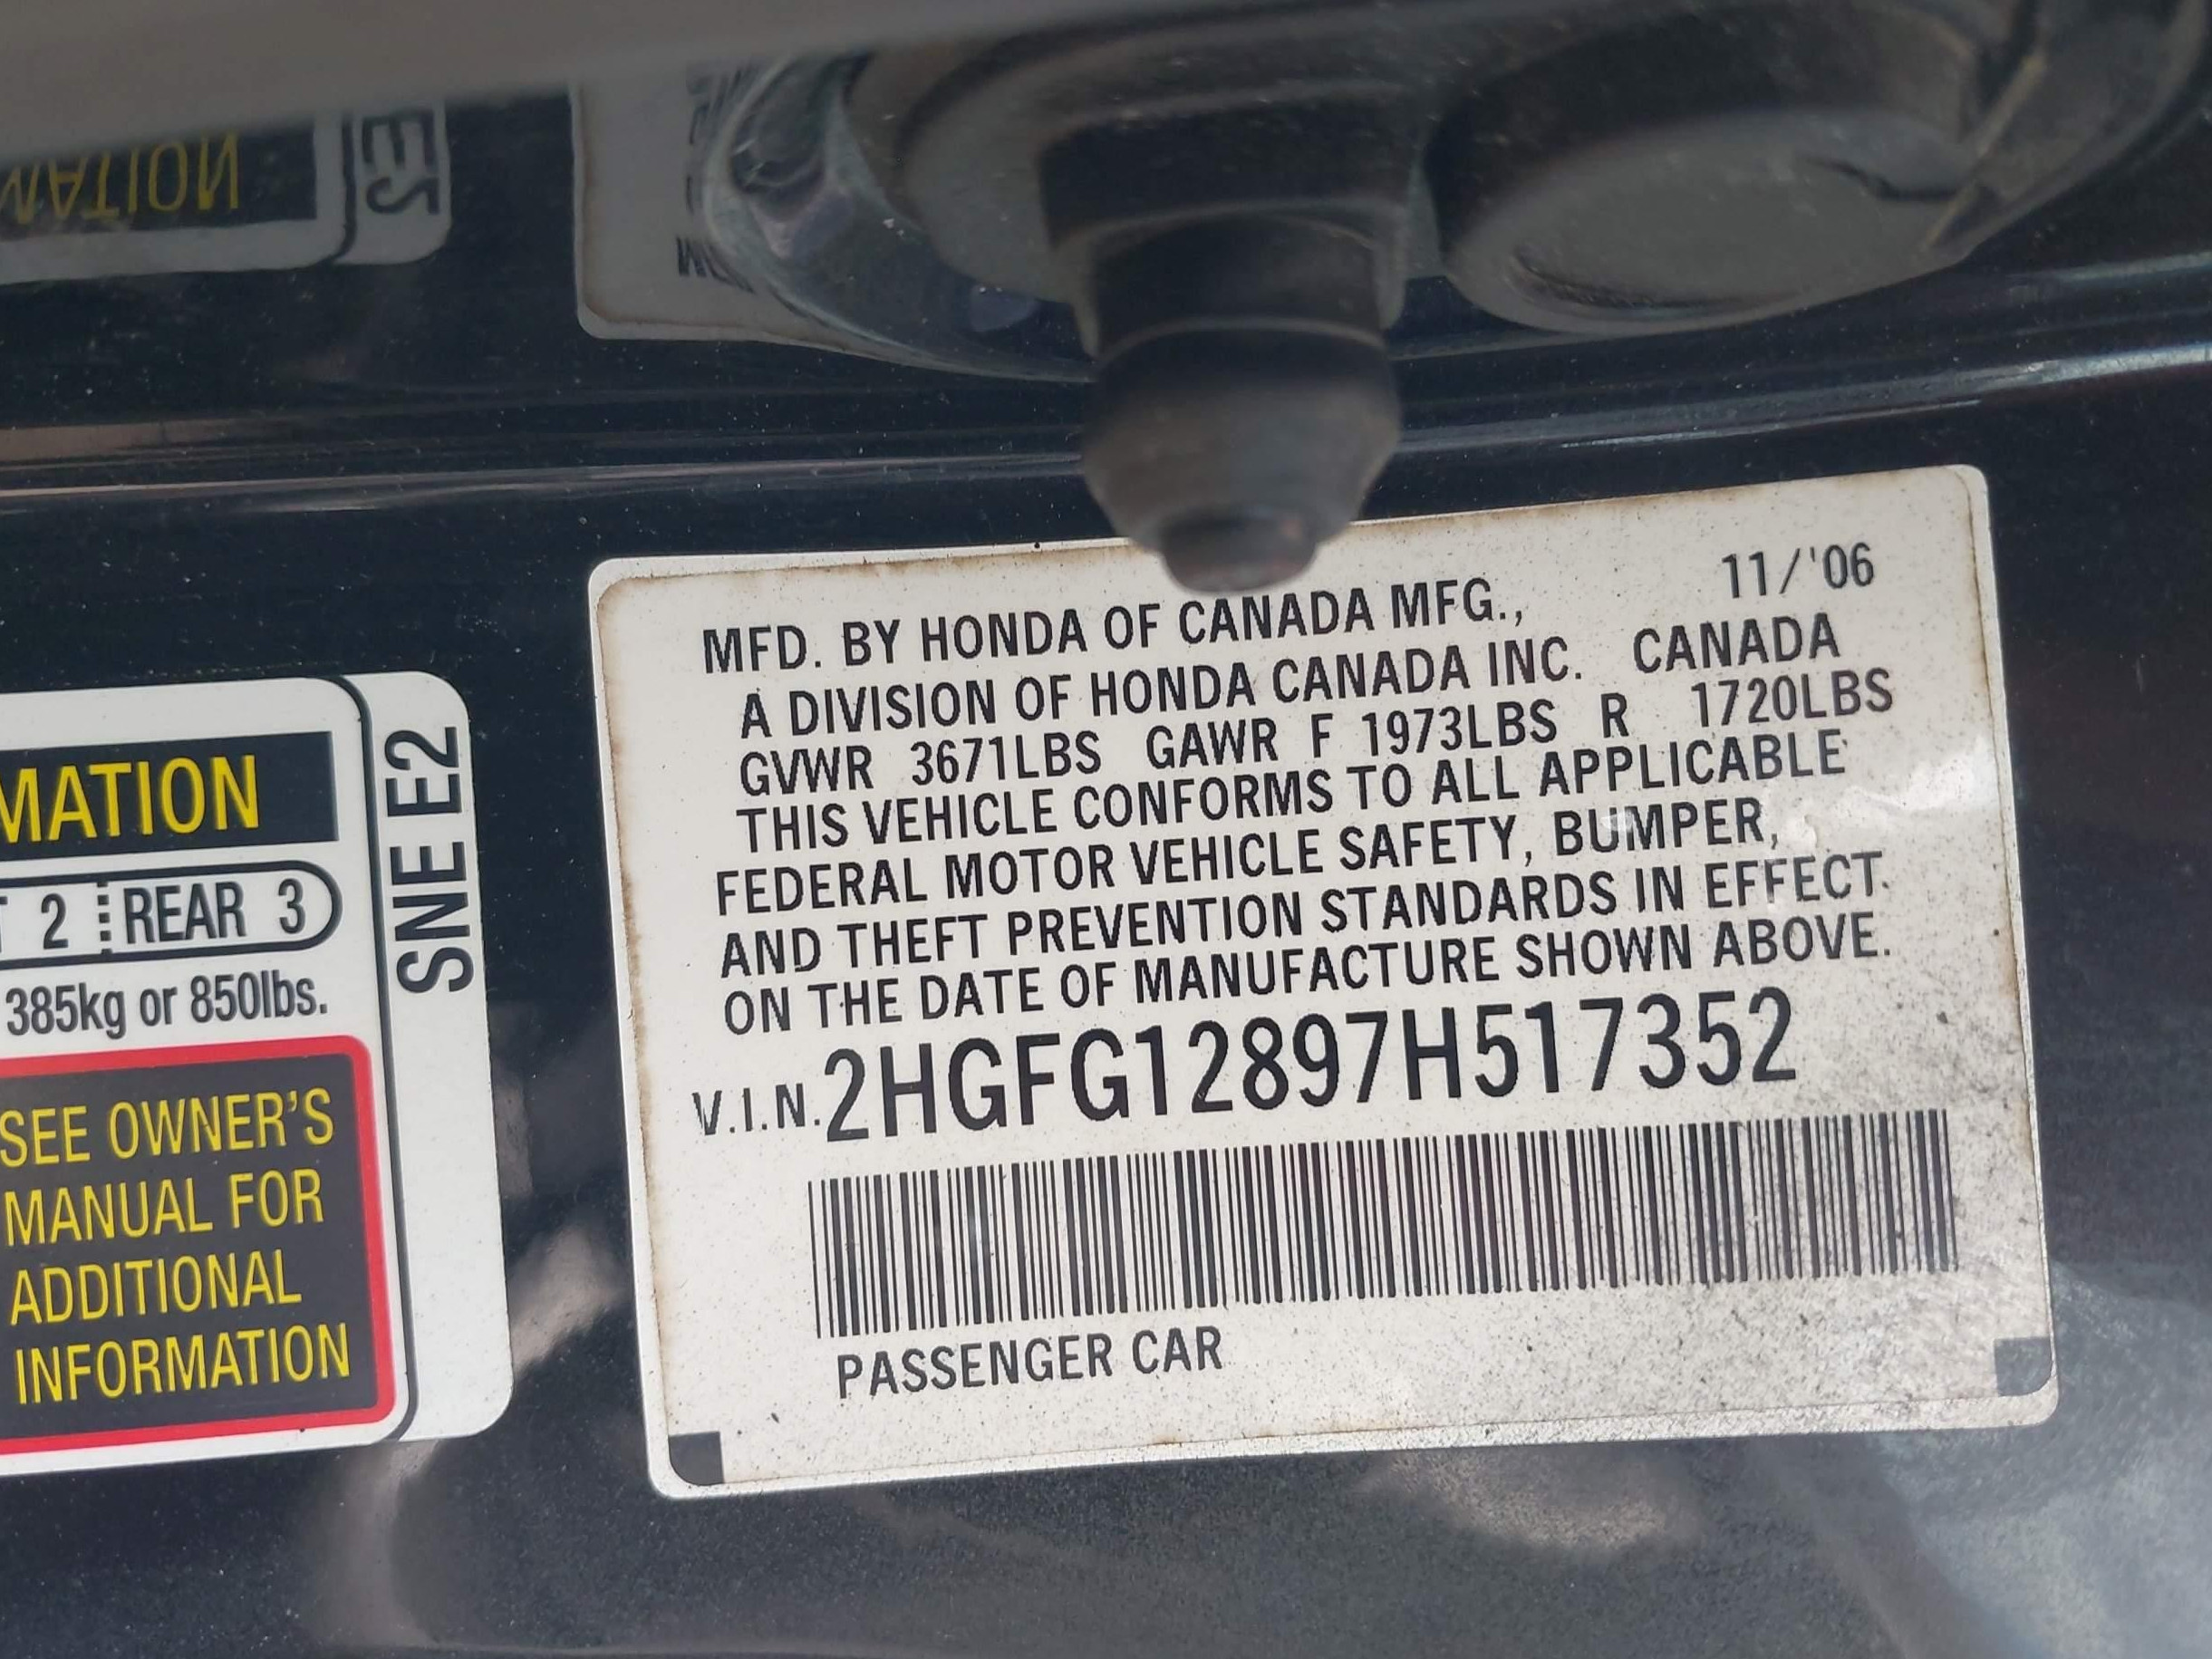 MATION
T 2 REAR 3
385kg or 850lbs.
SEE OWNER'S
MANUAL FOR
ADDITIONAL
INFORMATION
SNE E2
11/'06
MFD. BY HONDA OF CANADA MFG.,
A DIVISION OF HONDA CANADA INC. CANADA
GVWR 3671LBS GAWR F 1973LBS R 1720LBS
THIS VEHICLE CONFORMS TO ALL APPLICABLE
FEDERAL MOTOR VEHICLE SAFETY, BUMPER,
AND THEFT PREVENTION STANDARDS IN EFFECT
ON THE DATE OF MANUFACTURE SHOWN ABOVE.
V.I.N. 2HGFG12897H517352
PASSENGER CAR